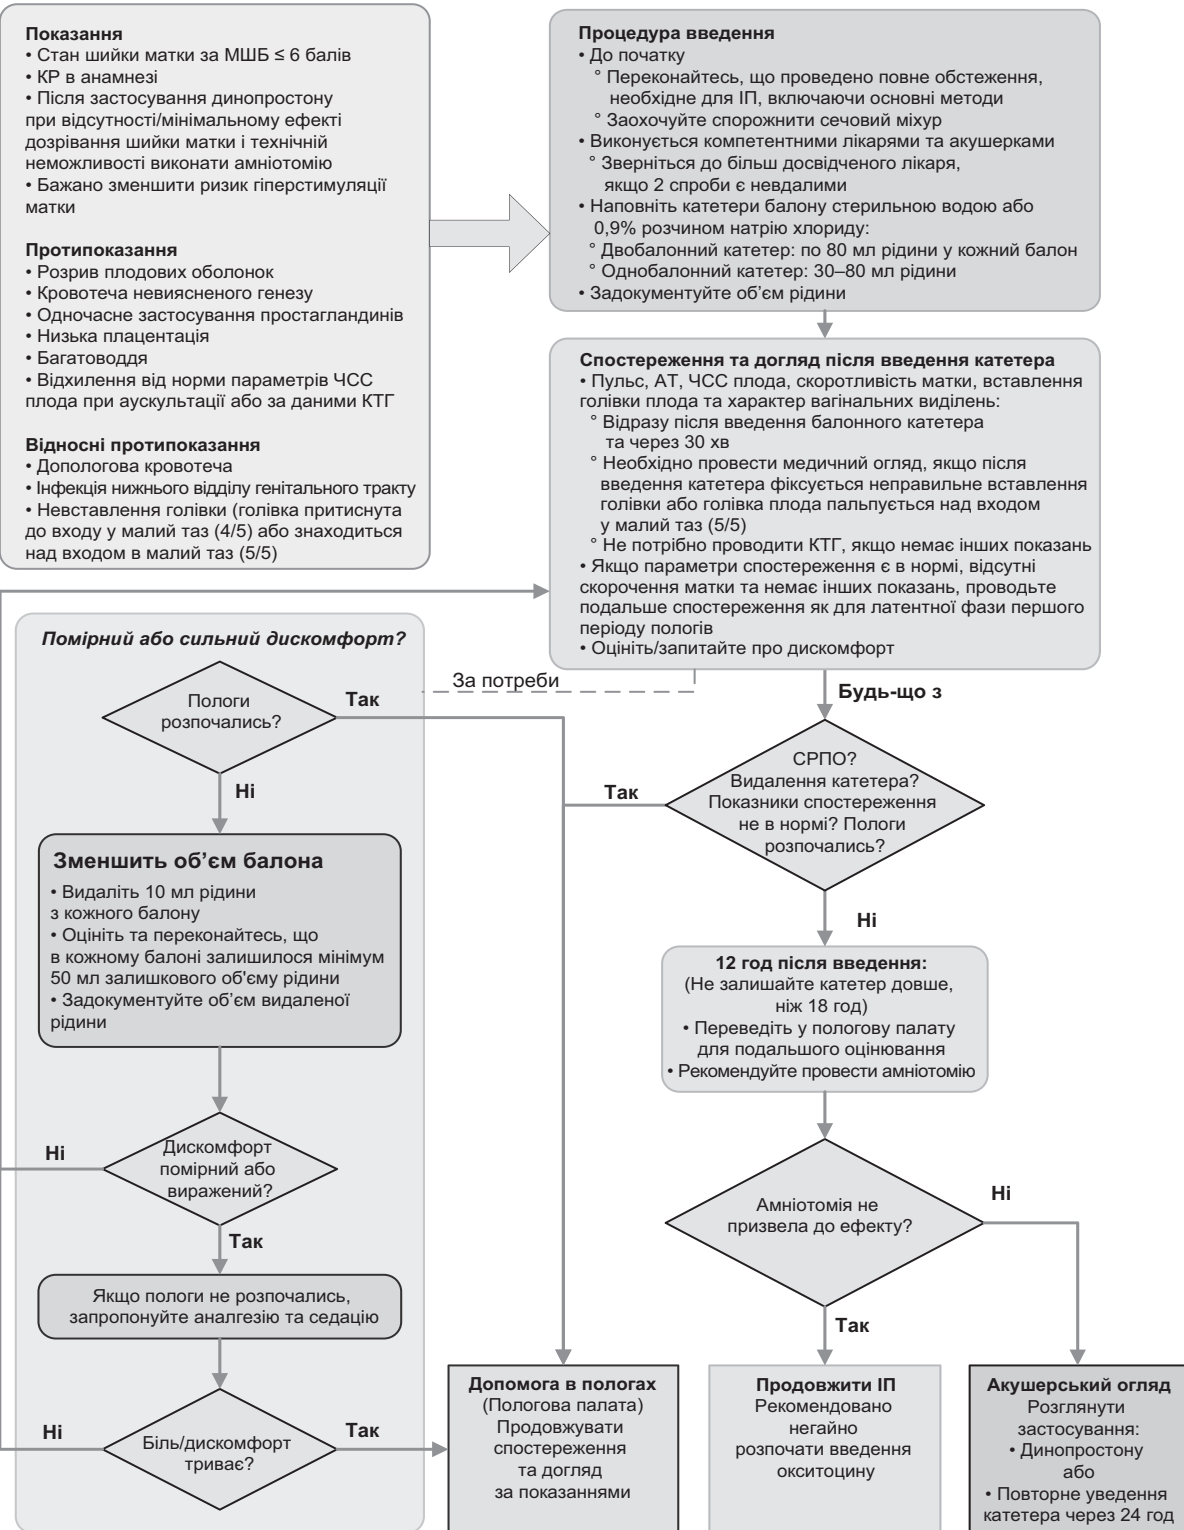 Показання
• Стан шийки матки за МШБ ≤ 6 балів
• КР в анамнезі
• Після застосування динопростону
при відсутності/мінімальному ефекті
дозрівання шийки матки і технічній
неможливості виконати амніотомію
• Бажано зменшити ризик гіперстимуляції
матки
Протипоказання
• Розрив плодових оболонок
• Кровотеча невиясненого генезу
• Одночасне застосування простагландинів
• Низька плацентація
• Багатоводдя
• Відхилення від норми параметрів ЧСС
плода при аускультації або за даними КТГ
Відносні протипоказання
• Допологова кровотеча
• Інфекція нижнього відділу генітального тракту
• Невставлення голівки (голівка притиснута
до входу у малий таз (4/5) або знаходиться
над входом в малий таз (5/5)
Процедура введення
• До початку
° Переконайтесь, що проведено повне обстеження,
необхідне для ІП, включаючи основні методи
° Заохочуйте спорожнити сечовий міхур
• Виконується компетентними лікарями та акушерками
° Зверніться до більш досвідченого лікаря,
якщо 2 спроби є невдалими
• Наповніть катетери балону стерильною водою або
0,9% розчином натрію хлориду:
° Двобалонний катетер: по 80 мл рідини у кожний балон
° Однобалонний катетер: 30–80 мл рідини
• Задокументуйте об’єм рідини
Спостереження та догляд після введення катетера
• Пульс, АТ, ЧСС плода, скоротливість матки, вставлення
голівки плода та характер вагінальних виділень:
° Відразу після введення балонного катетера
та через 30 хв
° Необхідно провести медичний огляд, якщо після
введення катетера фіксується неправильне вставлення
голівки або голівка плода пальпується над входом
у малий таз (5/5)
° Не потрібно проводити КТГ, якщо немає інших показань
• Якщо параметри спостереження є в нормі, відсутні
скорочення матки та немає інших показань, проводьте
подальше спостереження як для латентної фази першого
періоду пологів
• Оцініть/запитайте про дискомфорт
Помірний або сильний дискомфорт?
За потреби
Будь-що з
Пологи
розпочались?
Так
Ні
Зменшить об’єм балона
• Видаліть 10 мл рідини
з кожного балону
• Оцініть та переконайтесь, що
в кожному балоні залишилося мінімум
50 мл залишкового об'єму рідини
• Задокументуйте об’єм видаленої
рідини
Дискомфорт
помірний або
виражений?
Ні
Так
Якщо пологи не розпочались,
запропонуйте аналгезію та седацію
Біль/дискомфорт
триває?
Ні
Так
СРПО?
Видалення катетера?
Показники спостереження
не в нормі? Пологи
розпочались?
Так
Ні
12 год після введення:
(Не залишайте катетер довше,
ніж 18 год)
• Переведіть у пологову палату
для подальшого оцінювання
• Рекомендуйте провести амніотомію
Амніотомія не
призвела до ефекту?
Ні
Так
Допомога в пологах
(Пологова палата)
Продовжувати
спостереження
та догляд
за показаннями
Продовжити ІП
Рекомендовано
негайно
розпочати введення
окситоцину
Акушерський огляд
Розглянути
застосування:
• Динопростону
або
• Повторне уведення
катетера через 24 год